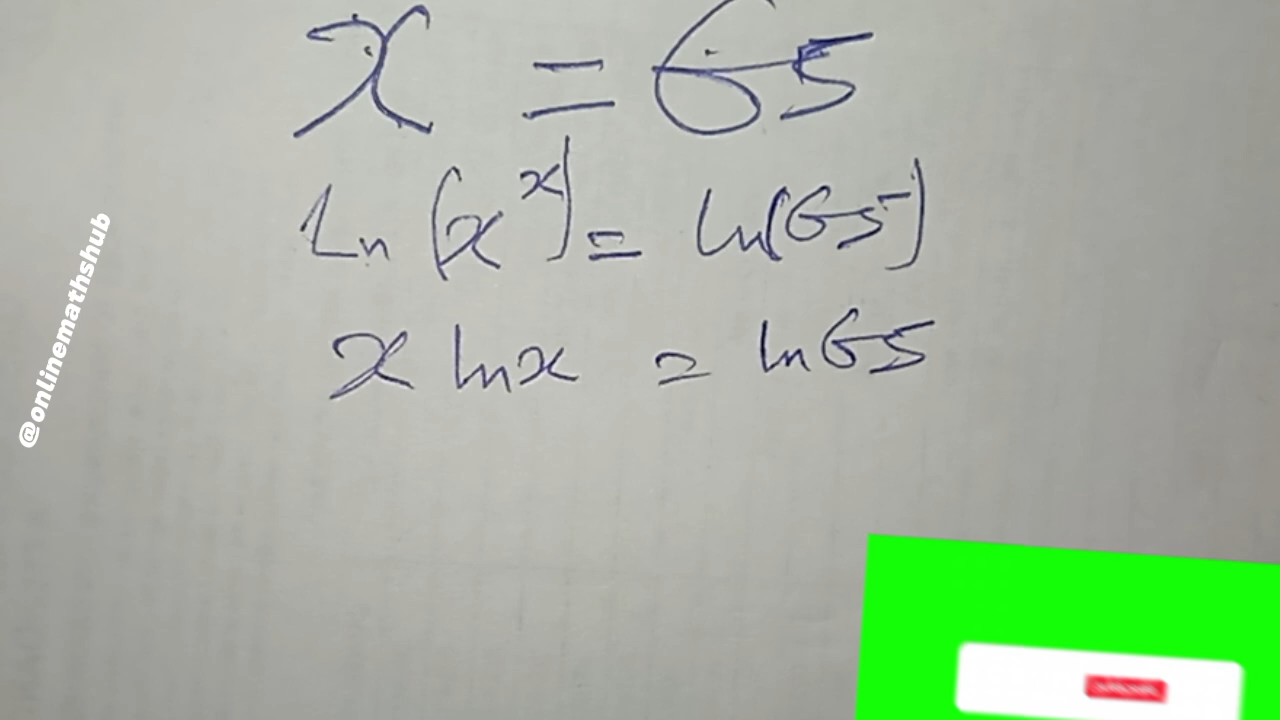 x = 65
Ln (x^x) = ln(65)
x lnx = ln65
@onlinemathshub